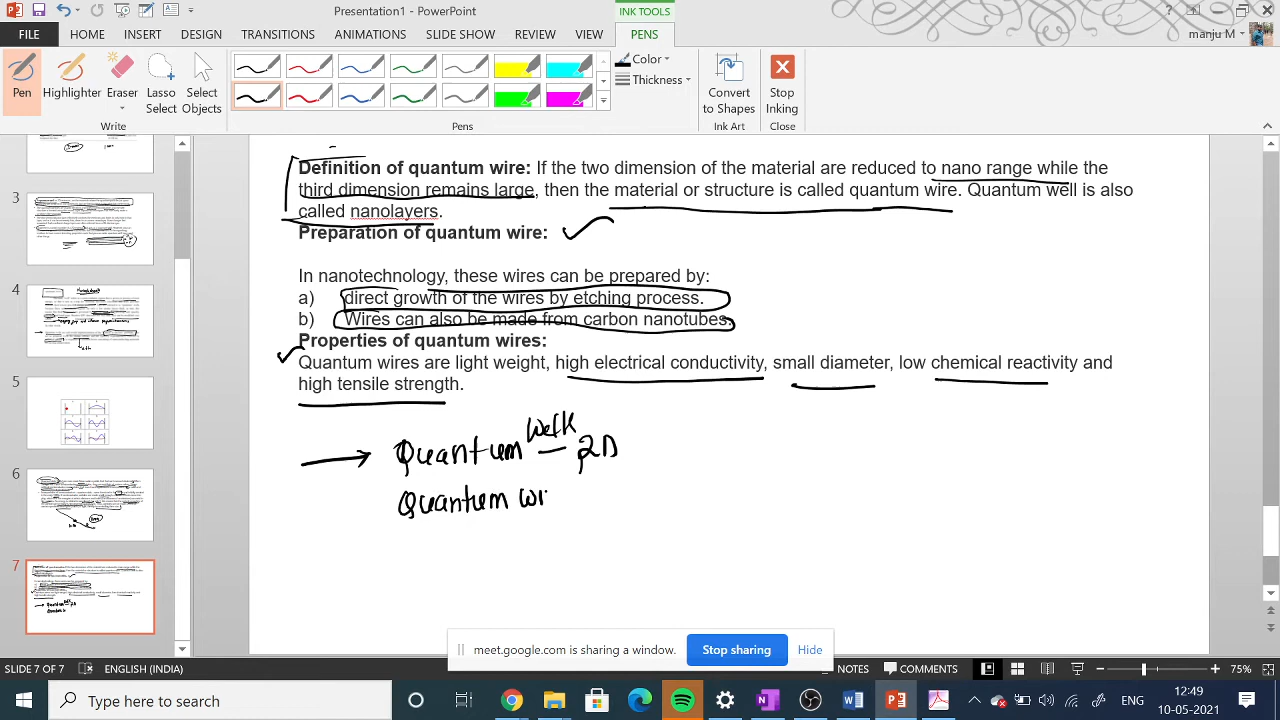 Presentation1 - PowerPoint
INK TOOLS
FILE HOME INSERT DESIGN TRANSITIONS ANIMATIONS SLIDE SHOW REVIEW VIEW PENS
manju M
Pen Highlighter Eraser Lasso Select Select Objects
Color
Thickness
Convert to Shapes
Stop Inking
Write Pens Ink Art Close
Definition of quantum wire: If the two dimension of the material are reduced to nano range while the
third dimension remains large, then the material or structure is called quantum wire. Quantum well is also
called nanolayers.
Preparation of quantum wire:
In nanotechnology, these wires can be prepared by:
a) direct growth of the wires by etching process.
b) Wires can also be made from carbon nanotubes.
Properties of quantum wires:
Quantum wires are light weight, high electrical conductivity, small diameter, low chemical reactivity and
high tensile strength.
Quantum
– 2D
Quantum wi
3
4
5
6
7
meet.google.com is sharing a window. Stop sharing Hide
SLIDE 7 OF 7 ENGLISH (INDIA) NOTES COMMENTS 75%
Type here to search
ENG
12:49
10-05-2021